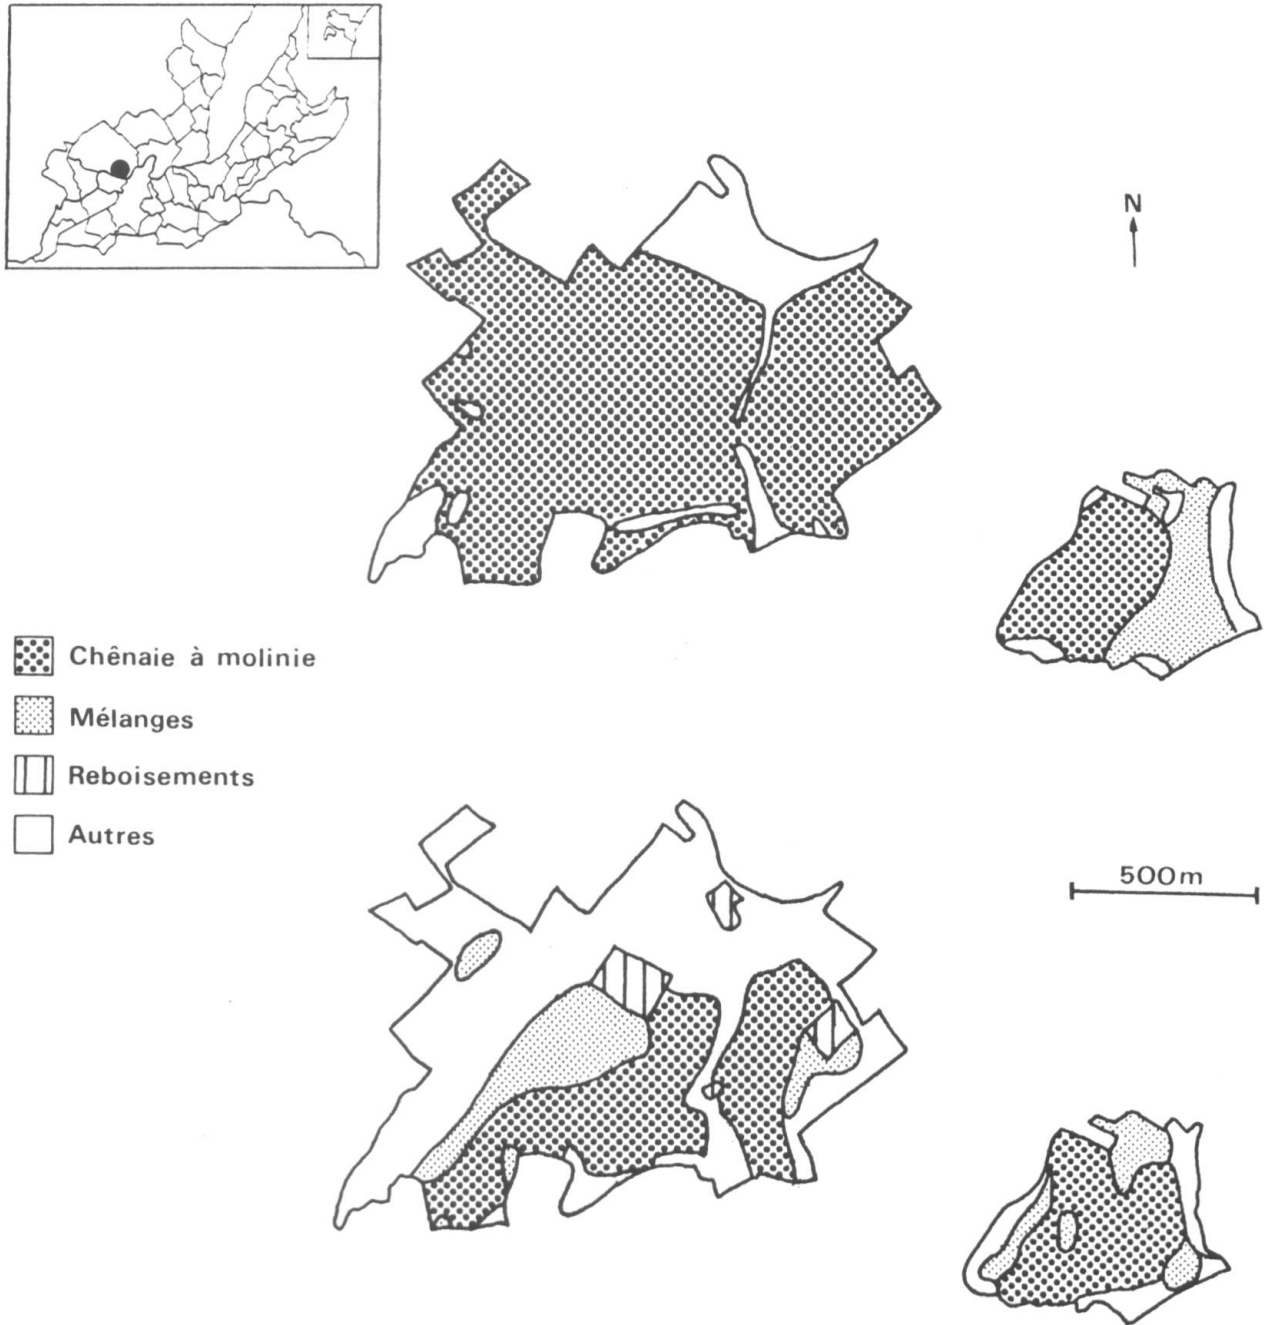 N
Chênaie à molinie
Mélanges
Reboisements
Autres
500m